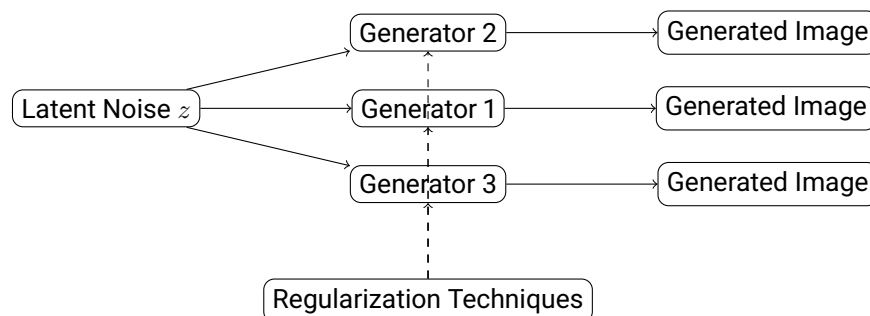 Generator 2
Generated Image
Latent Noise z
Generator 1
Generated Image
Generator 3
Generated Image
Regularization Techniques